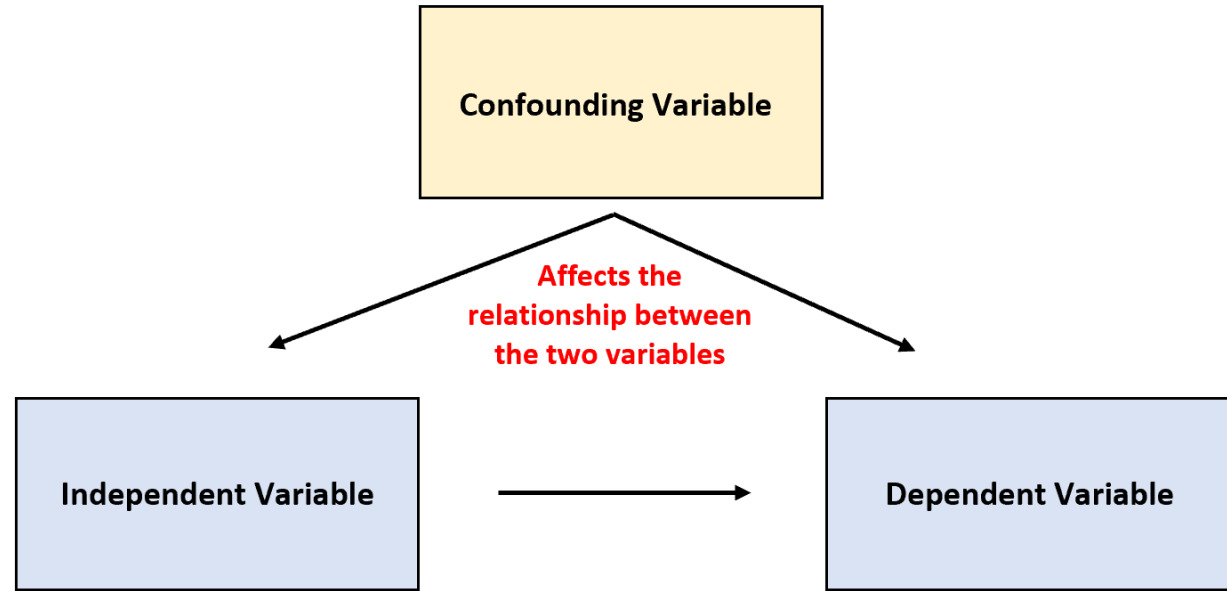 Confounding Variable
Affects the
relationship between
the two variables
Independent Variable
Dependent Variable